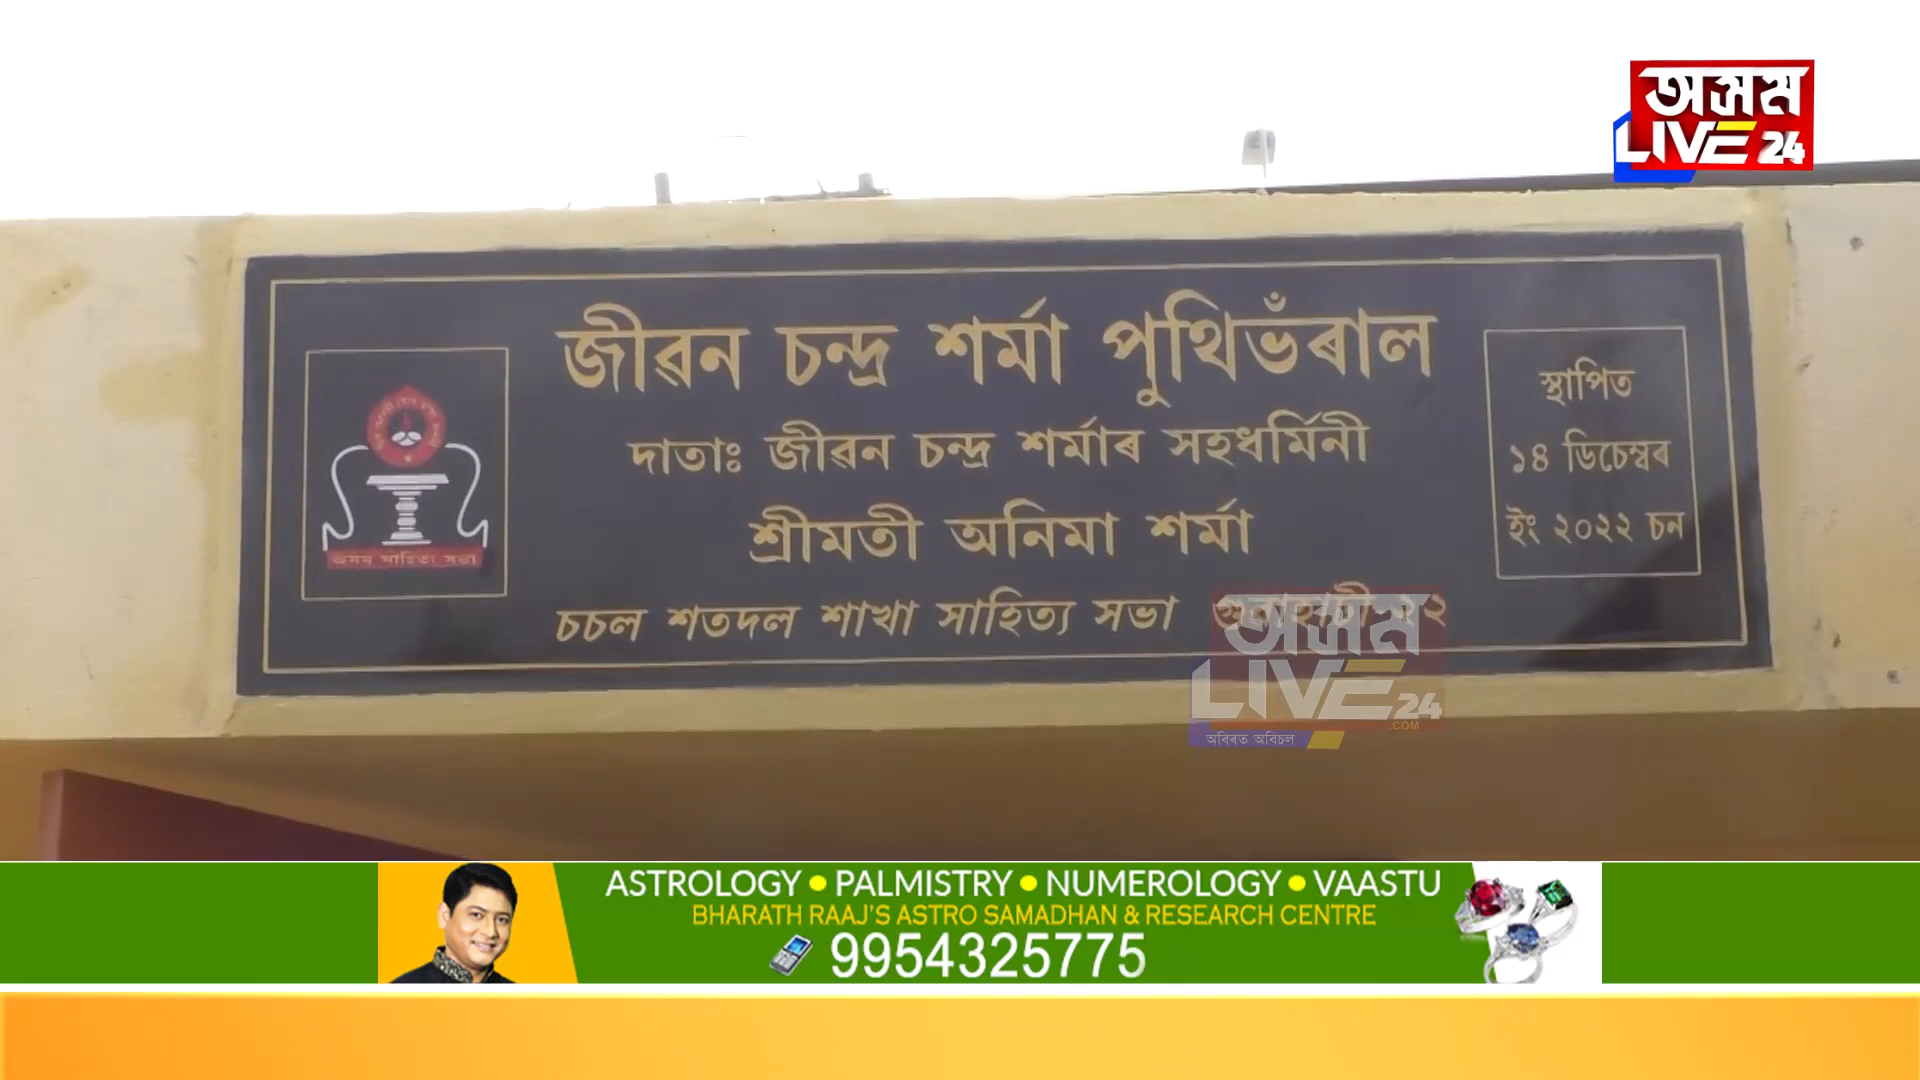 অসম
LIVE 24
জীৱন চন্দ্ৰ শৰ্মা পুথিভঁৰাল
দাতাঃ জীৱন চন্দ্ৰ শৰ্মাৰ সহধৰ্মিনী
শ্ৰীমতী অনিমা শৰ্মা
চচল শতদল শাখা সাহিত্য সভা গুৱাহাটী ২২
স্থাপিত
১৪ ডিচেম্বৰ
ইং ২০২২ চন
অসম সাহিত্য সভা
অসম
LIVE 24
.COM
অবিৰত অবিচল
ASTROLOGY • PALMISTRY • NUMEROLOGY • VAASTU
BHARATH RAAJ'S ASTRO SAMADHAN & RESEARCH CENTRE
9954325775